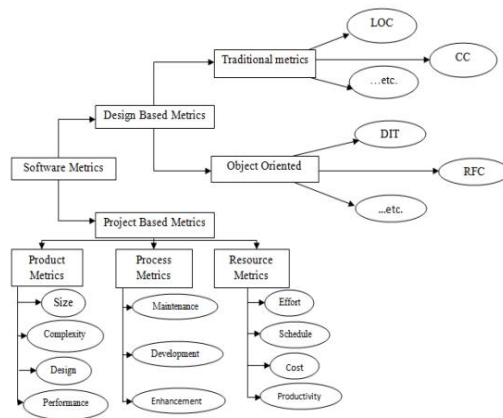 LOC
Traditional metrics
CC
...etc.
Design Based Metrics
DIT
Software Metrics
Object Oriented
RFC
...etc.
Project Based Metrics
Product
Metrics
Process
Metrics
Resource
Metrics
Size
Complexity
Design
Performance
Maintenance
Development
Enhancement
Effort
Schedule
Cost
Productivity